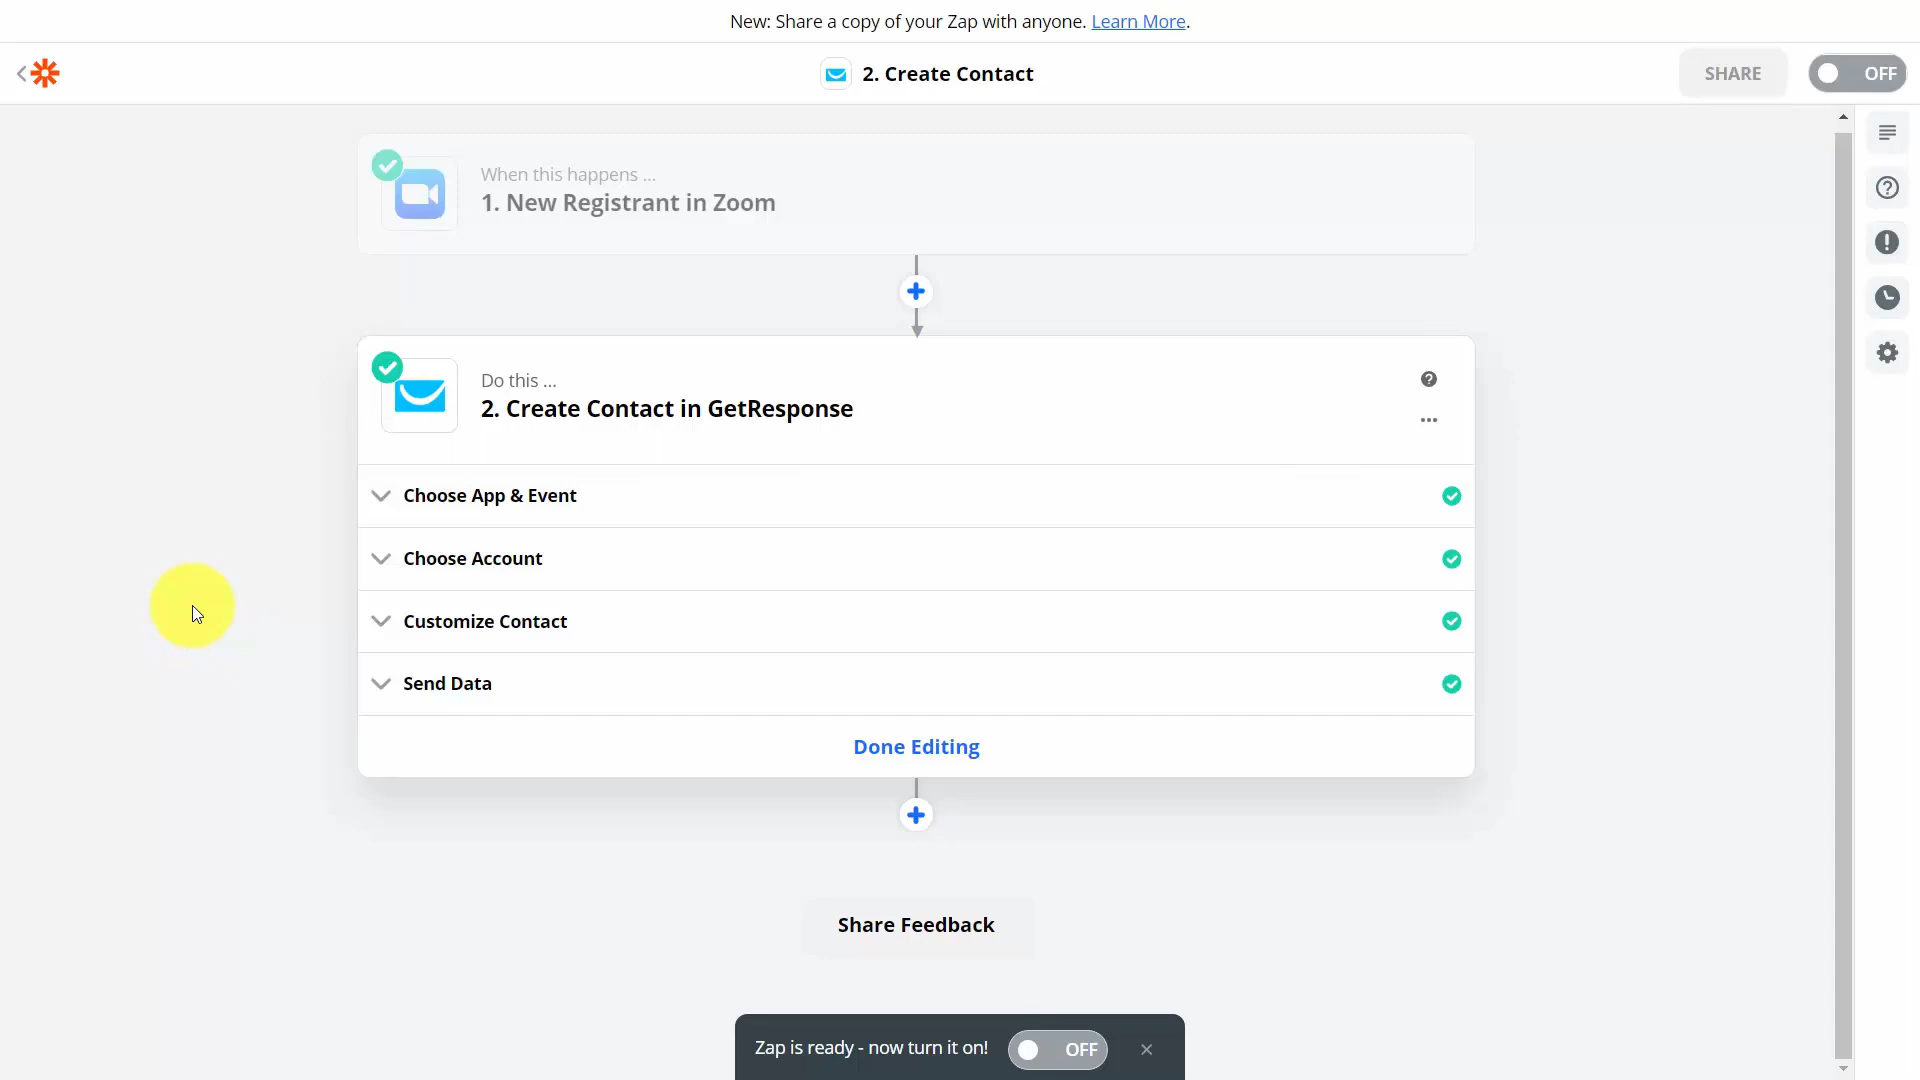 New: Share a copy of your Zap with anyone. Learn More.
2. Create Contact
SHARE
OFF
When this happens ...
1. New Registrant in Zoom
Do this ...
2. Create Contact in GetResponse
Choose App & Event
Choose Account
Customize Contact
Send Data
Done Editing
Share Feedback
Zap is ready - now turn it on!
OFF